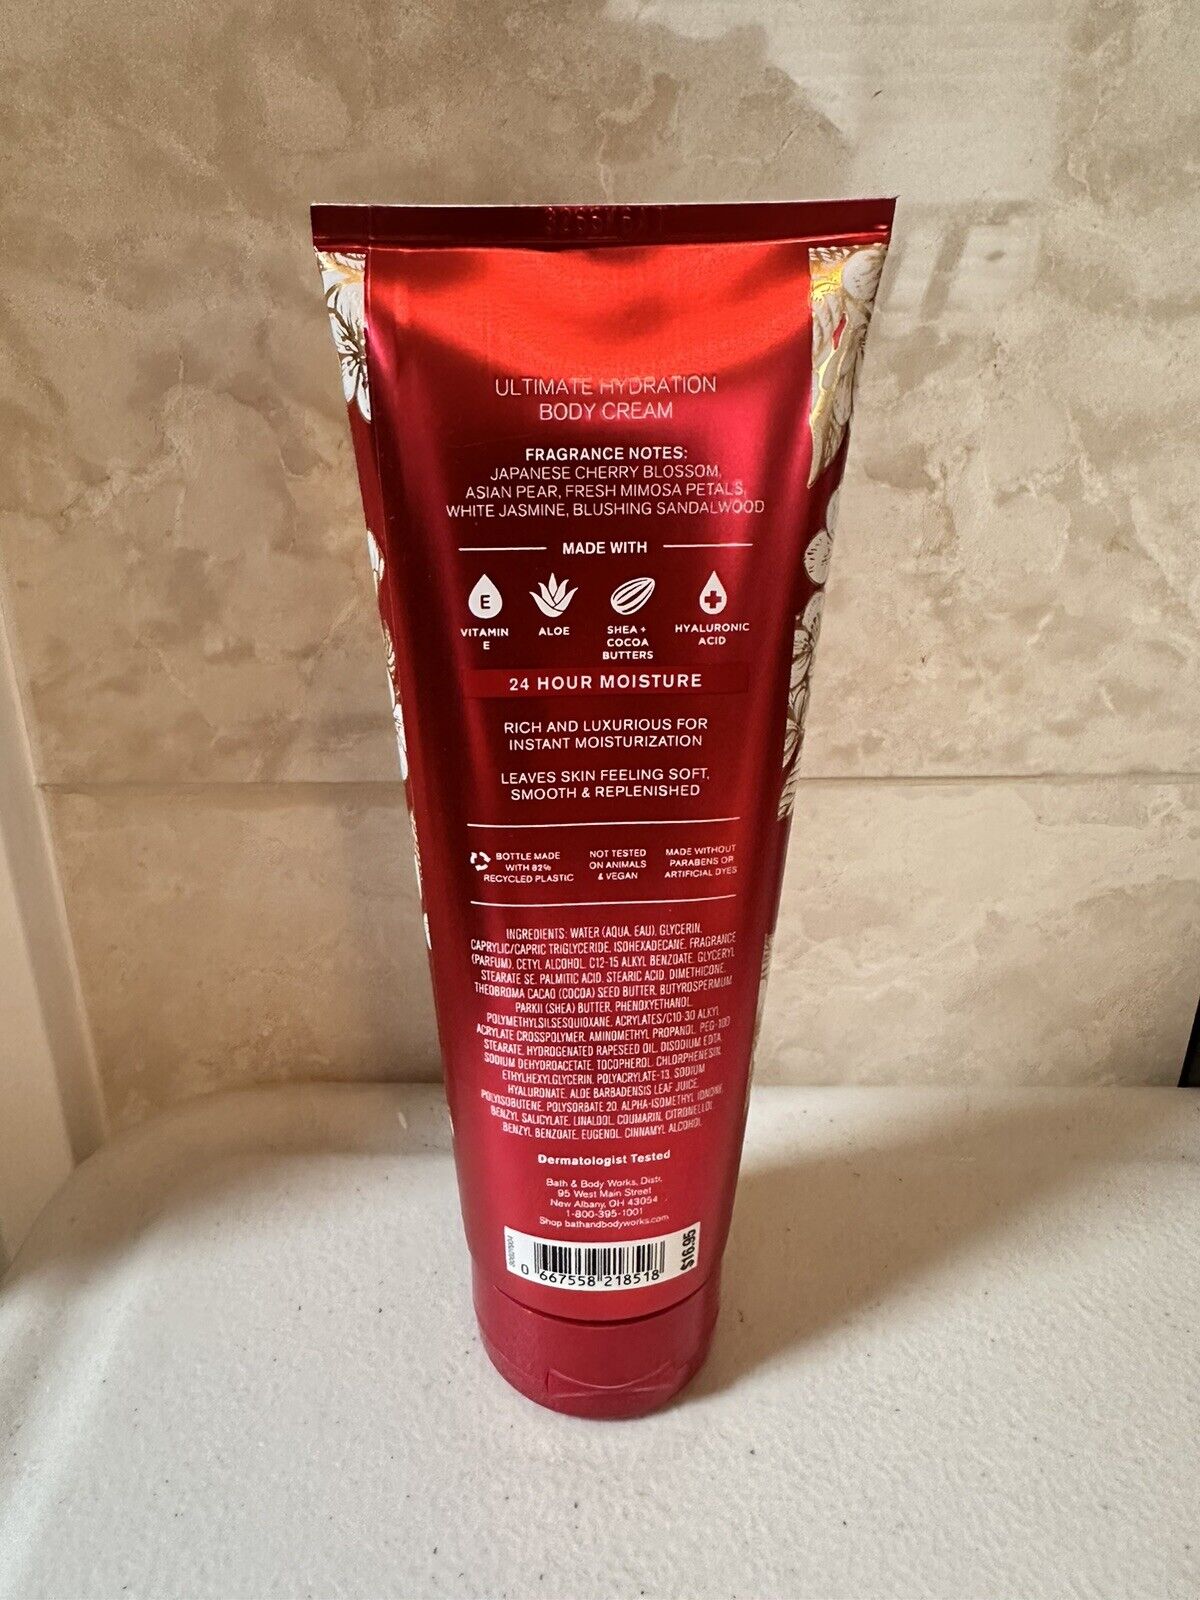 ULTIMATE HYDRATION
BODY CREAM
FRAGRANCE NOTES:
JAPANESE CHERRY BLOSSOM,
ASIAN PEAR, FRESH MIMOSA PETALS,
WHITE JASMINE, BLUSHING SANDALWOOD
MADE WITH
E
VITAMIN
E
ALOE
SHEA +
COCOA
BUTTERS
HYALURONIC
ACID
24 HOUR MOISTURE
RICH AND LUXURIOUS FOR
INSTANT MOISTURIZATION
LEAVES SKIN FEELING SOFT,
SMOOTH & REPLENISHED
BOTTLE MADE
WITH 82%
RECYCLED PLASTIC
NOT TESTED
ON ANIMALS
& VEGAN
MADE WITHOUT
PARABENS OR
ARTIFICIAL DYES
INGREDIENTS: WATER (AQUA, EAU), GLYCERIN,
CAPRYLIC/CAPRIC TRIGLYCERIDE, ISOHEXADECANE, FRAGRANCE
(PARFUM), CETYL ALCOHOL, C12-15 ALKYL BENZOATE, GLYCERYL
STEARATE SE, PALMITIC ACID, STEARIC ACID, DIMETHICONE,
THEOBROMA CACAO (COCOA) SEED BUTTER, BUTYROSPERMUM
PARKII (SHEA) BUTTER, PHENOXYETHANOL,
POLYMETHYLSILSESQUIOXANE, ACRYLATES/C10-30 ALKYL
ACRYLATE CROSSPOLYMER, AMINOMETHYL PROPANOL, PEG-100
STEARATE, HYDROGENATED RAPESEED OIL, DISODIUM EDTA,
SODIUM DEHYDROACETATE, TOCOPHEROL, CHLORPHENESIN,
ETHYLHEXYLGLYCERIN, POLYACRYLATE-13, SODIUM
HYALURONATE, ALOE BARBADENSIS LEAF JUICE,
POLYISOBUTENE, POLYSORBATE 20, ALPHA-ISOMETHYL IONONE,
BENZYL SALICYLATE, LINALOOL, COUMARIN, CITRONELLOL,
BENZYL BENZOATE, EUGENOL, CINNAMYL ALCOHOL
Dermatologist Tested
Bath & Body Works, Distr.
95 West Main Street
New Albany, OH 43054
1-800-395-1001
Shop bathandbodyworks.com
0 667558 218518
$16.95